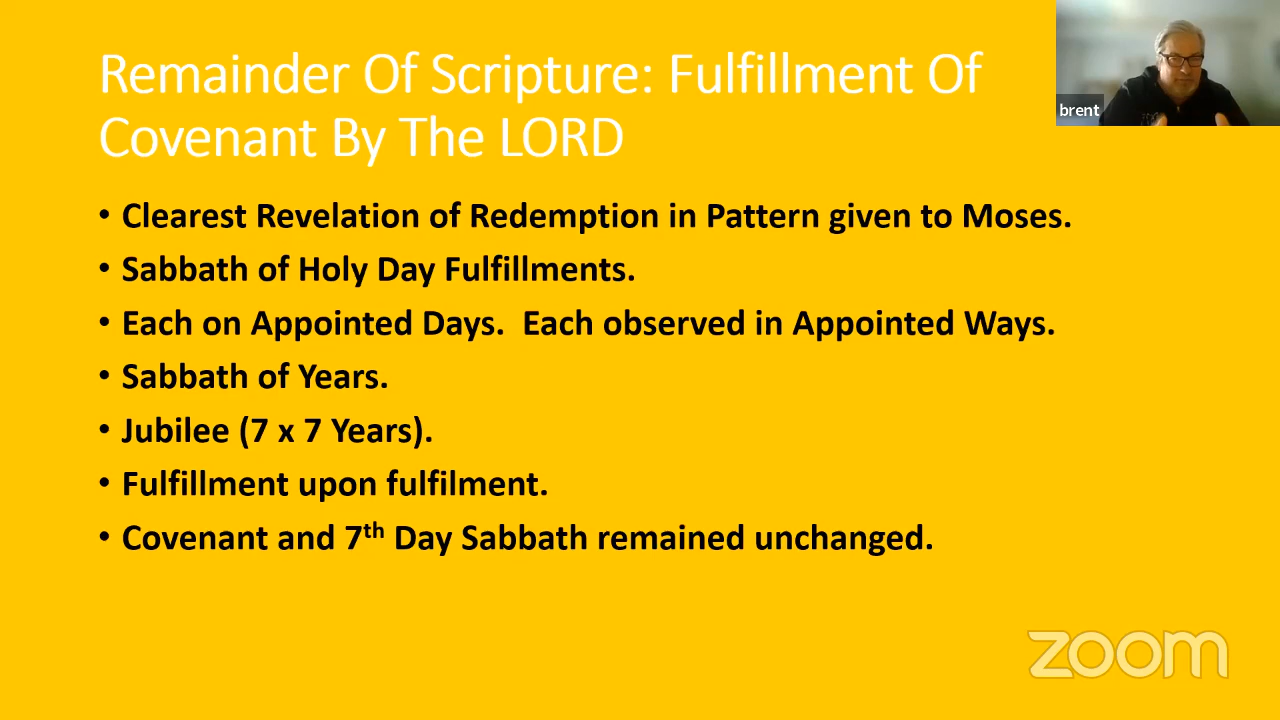 Remainder Of Scripture: Fulfillment Of
Covenant By The LORD
brent
• Clearest Revelation of Redemption in Pattern given to Moses.
• Sabbath of Holy Day Fulfillments.
• Each on Appointed Days.  Each observed in Appointed Ways.
• Sabbath of Years.
• Jubilee (7 x 7 Years).
• Fulfillment upon fulfilment.
• Covenant and 7th Day Sabbath remained unchanged.
zoom